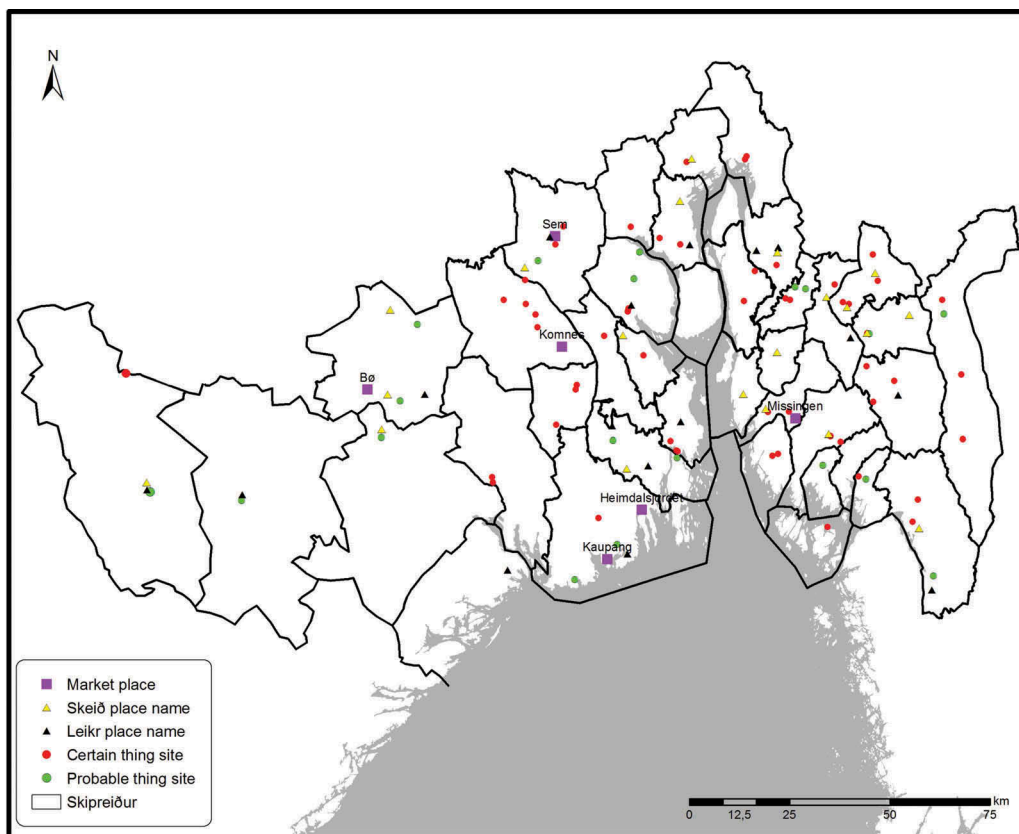 N
Sem
Komnes
Bø
Missingen
Heimdalsjordet
Kaupang
Market place
Skeið place name
Leikr place name
Certain thing site
Probable thing site
Skipreiður
km
0 12,5 25 50 75